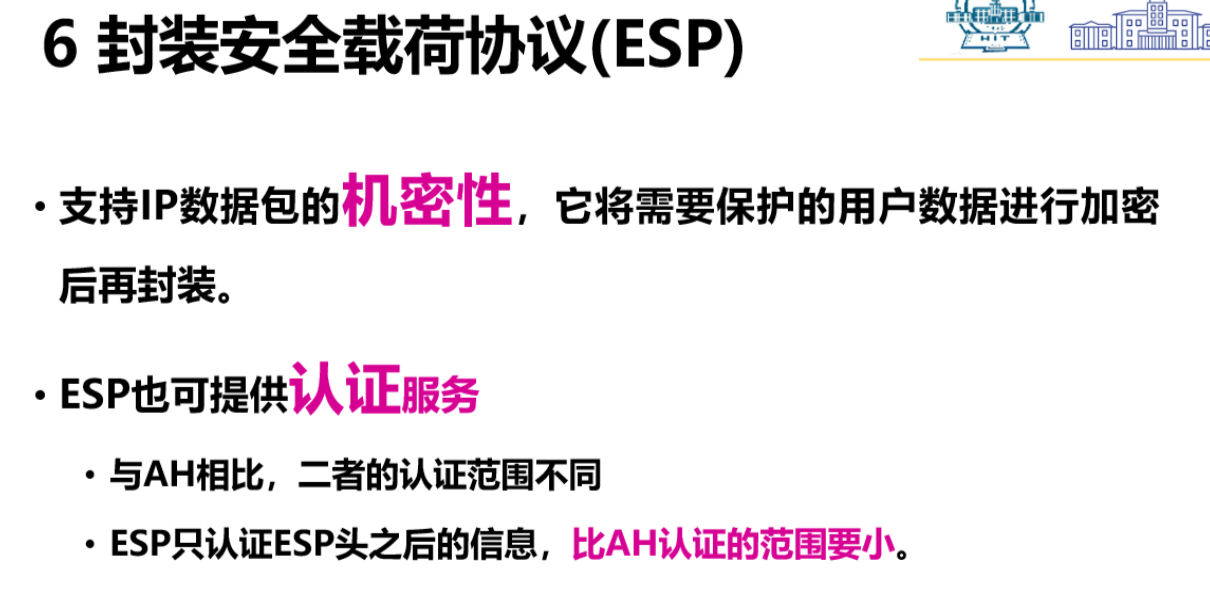 6 封装安全载荷协议(ESP)
HIT
• 支持IP数据包的机密性，它将需要保护的用户数据进行加密
后再封装。
• ESP也可提供认证服务
• 与AH相比，二者的认证范围不同
• ESP只认证ESP头之后的信息，比AH认证的范围要小。